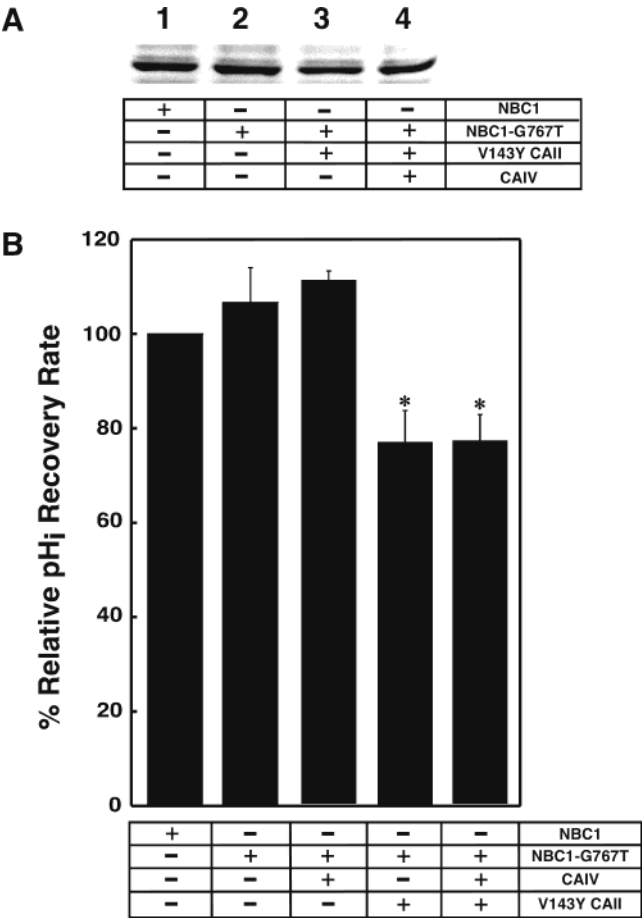 A
1 2 3 4
+ − − − NBC1
− + + + NBC1-G767T
− − + + V143Y CAII
− − − + CAIV
B
% Relative pHi Recovery Rate
120
100
80
60
40
20
0
* *
+ − − − − NBC1
− + + + + NBC1-G767T
− − + − + CAIV
− − − + + V143Y CAII